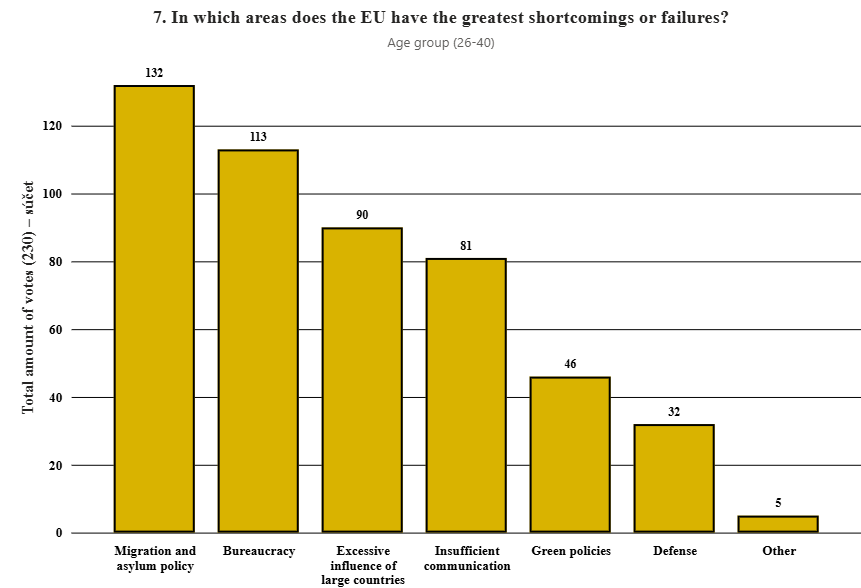 7. In which areas does the EU have the greatest shortcomings or failures?
Age group (26-40)
Total amount of votes (230) – súčet
120
100
80
60
40
20
0
132
113
90
81
46
32
5
Migration and
asylum policy
Bureaucracy
Excessive
influence of
large countries
Insufficient
communication
Green policies
Defense
Other